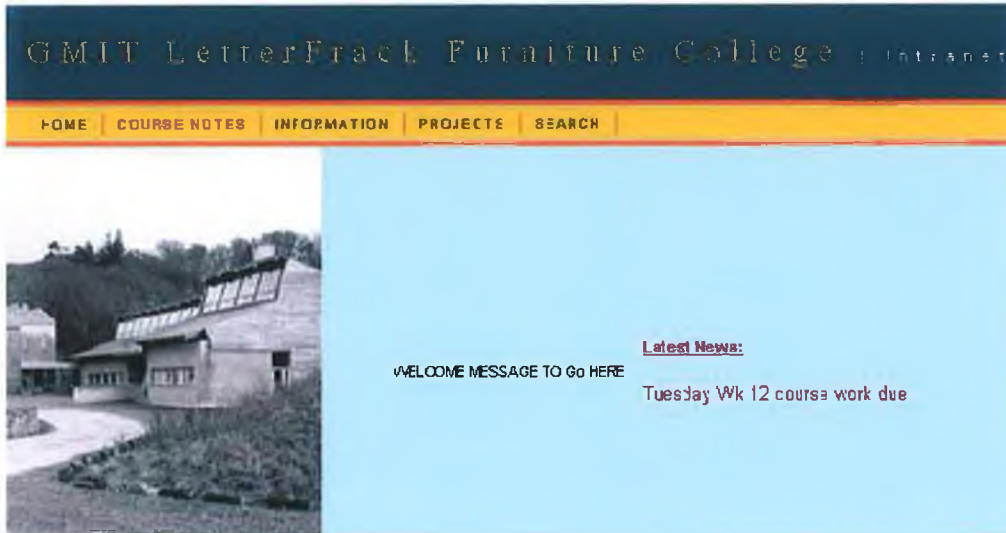 GMIT LetterFrack Furniture College | Intranet
HOME | COURSE NOTES | INFORMATION | PROJECTS | SEARCH |
WELCOME MESSAGE TO Go HERE
Latest News:
Tuesday Wk 12 course work due